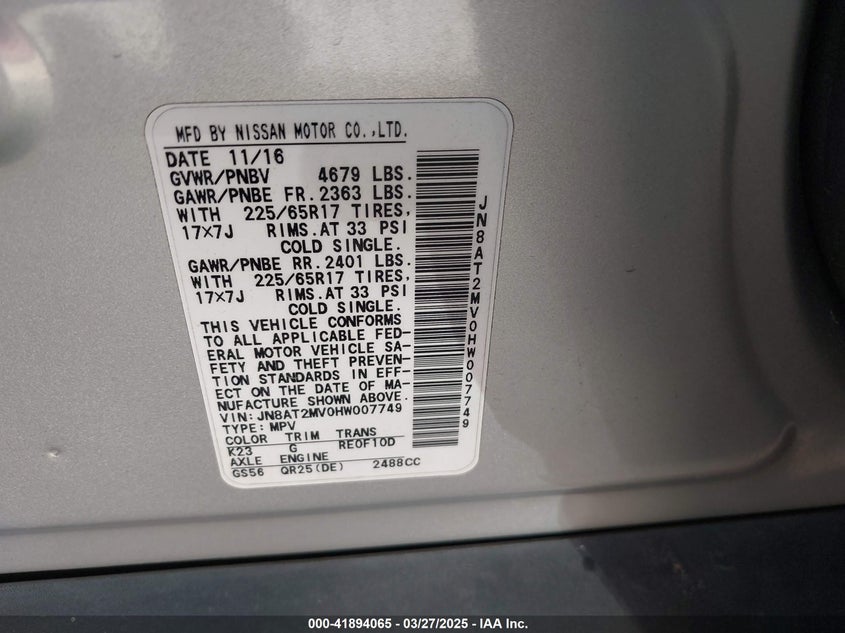 MFD BY NISSAN MOTOR CO.,LTD.
DATE 11/16
GVWR/PNBV 4679 LBS.
GAWR/PNBE FR. 2363 LBS.
WITH 225/65R17 TIRES,
17×7J RIMS. AT 33 PSI
COLD SINGLE.
GAWR/PNBE RR. 2401 LBS.
WITH 225/65R17 TIRES,
17×7J RIMS. AT 33 PSI
COLD SINGLE.
THIS VEHICLE CONFORMS
TO ALL APPLICABLE FED-
ERAL MOTOR VEHICLE SA-
FETY AND THEFT PREVEN-
TION STANDARDS IN EFF-
ECT ON THE DATE OF MA-
NUFACTURE SHOWN ABOVE.
VIN: JN8AT2MV0HW007749
TYPE: MPV
COLOR TRIM TRANS
K23 G RE0F10D
AXLE ENGINE
GS56 QR25(DE) 2488CC
JN8AT2MV0HW007749
000-41894065 - 03/27/2025 - IAA, Inc.